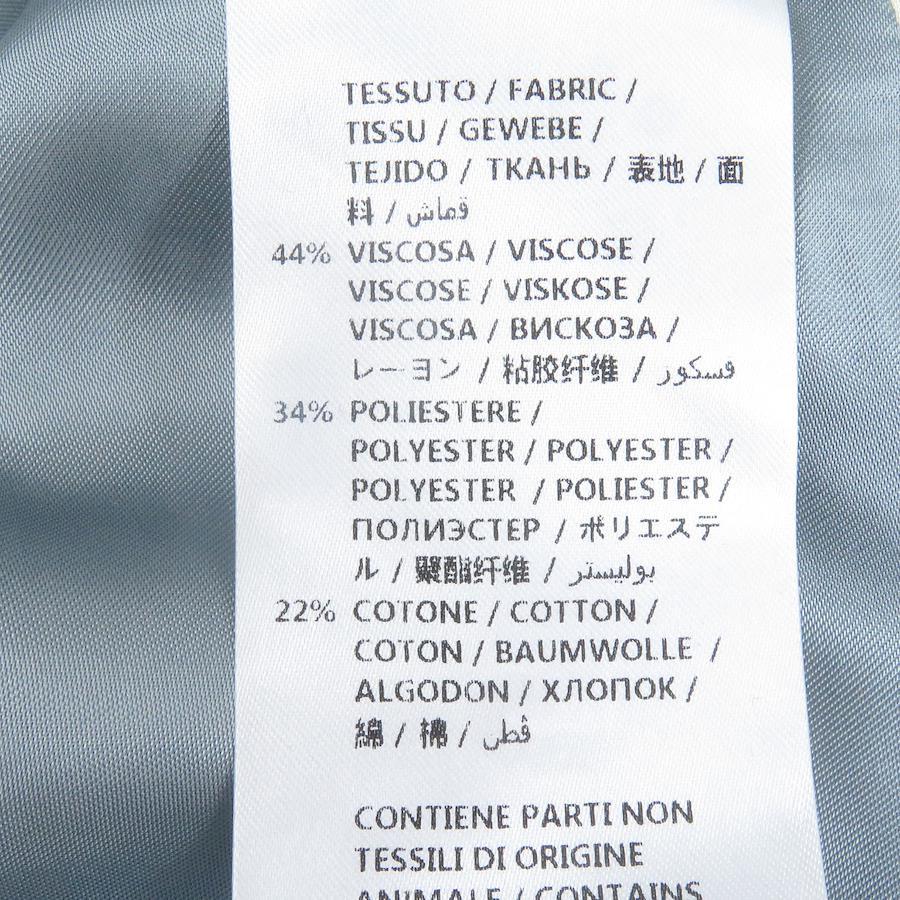 TESSUTO / FABRIC /
TISSU / GEWEBE /
TEJIDO / ТКАНЬ / 表地 / 面
料 / قماش
44% VISCOSA / VISCOSE /
VISCOSE / VISKOSE /
VISCOSA / ВИСКОЗА /
レーヨン / 粘胶纤维 / فسكور
34% POLIESTERE /
POLYESTER / POLYESTER /
POLYESTER / POLIESTER /
ПОЛИЭСТЕР / ポリエステ
ル / 聚酯纤维 / بوليستر
22% COTONE / COTTON /
COTON / BAUMWOLLE /
ALGODON / ХЛОПОК /
綿 / 棉 / قطن
CONTIENE PARTI NON
TESSILI DI ORIGINE
ANIMALE / CONTAINS